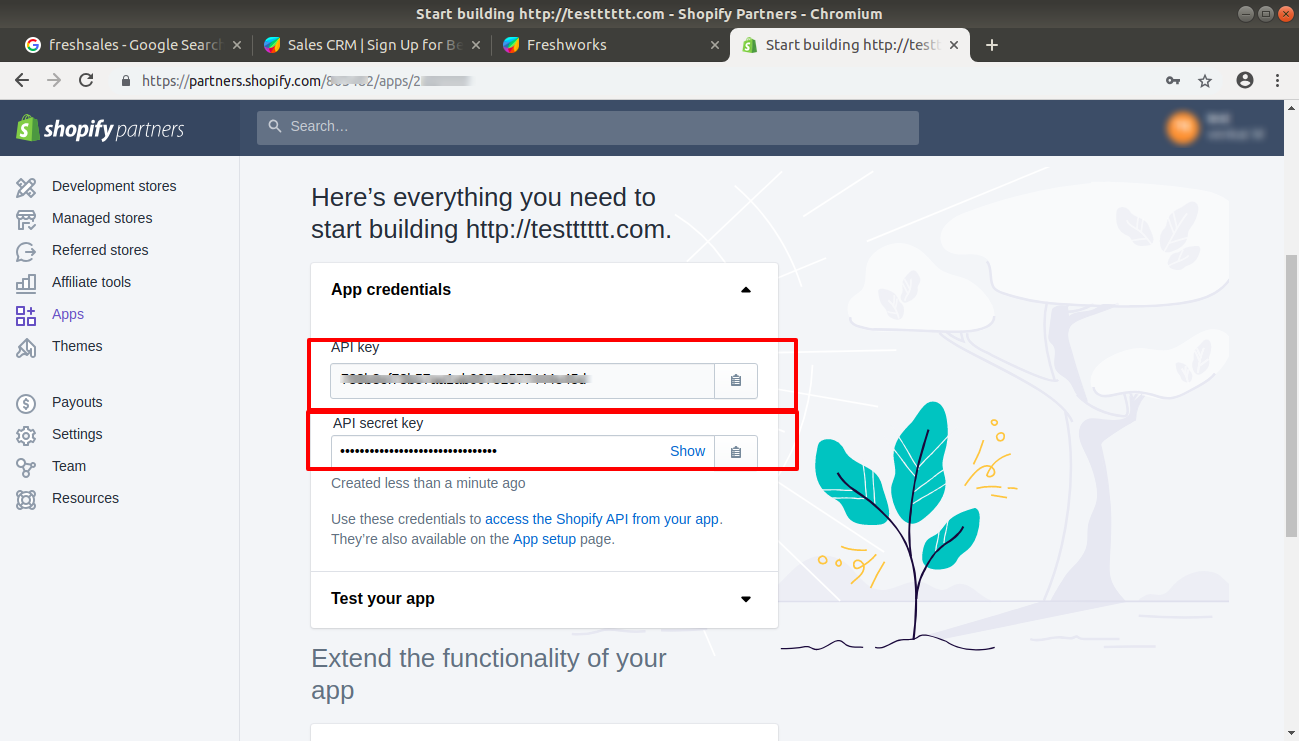 Start building http://testttttt.com - Shopify Partners - Chromium
freshsales - Google Search
Sales CRM | Sign Up for Be
Freshworks
Start building http://testt
https://partners.shopify.com/
/apps/2
shopify partners
Search…
Development stores
Managed stores
Referred stores
Affiliate tools
Apps
Themes
Payouts
Settings
Team
Resources
Here’s everything you need to
start building http://testttttt.com.
App credentials
API key
API secret key
••••••••••••••••••••••••••••••••
Show
Created less than a minute ago
Use these credentials to access the Shopify API from your app.
They’re also available on the App setup page.
Test your app
Extend the functionality of your
app